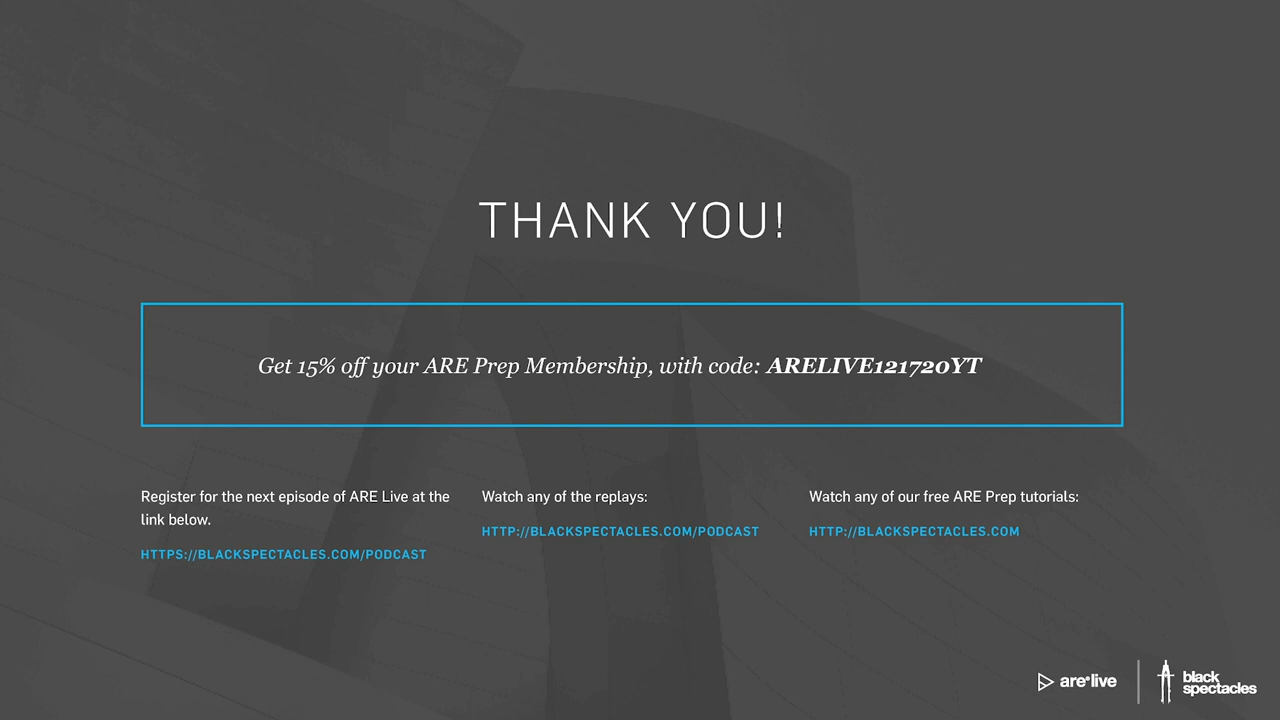 THANK YOU!
Get 15% off your ARE Prep Membership, with code: ARELIVE121720YT
Register for the next episode of ARE Live at the
link below.
HTTPS://BLACKSPECTACLES.COM/PODCAST
Watch any of the replays:
HTTP://BLACKSPECTACLES.COM/PODCAST
Watch any of our free ARE Prep tutorials:
HTTP://BLACKSPECTACLES.COM
are live
black
spectacles